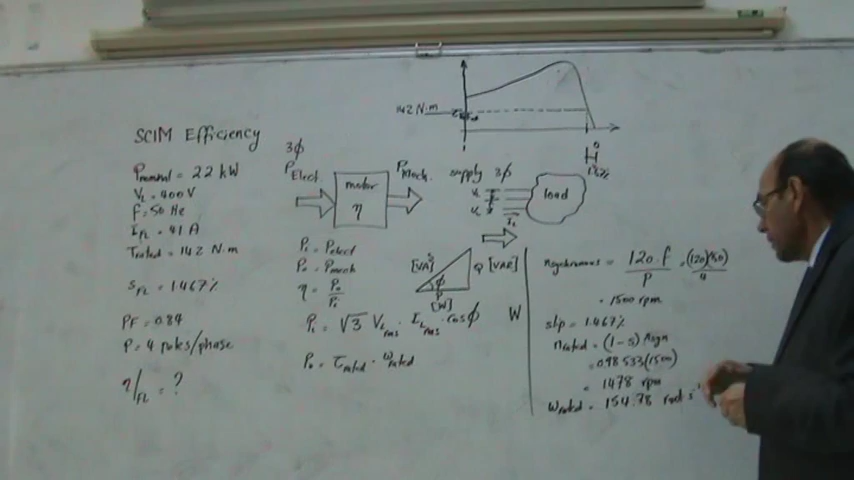 SCIM Efficiency
Pnominal = 22 kW
VL = 400 V
f = 50 Hz
IFL = 41 A
Trated = 142 N.m
SFL = 1.467%
PF = 0.84
P = 4 poles/phase
η/FL = ?
3ϕ
PElect.
motor
η
PMech.
Pi = Pelect
Po = Pmech
η = Po/Pi
Pi = √3 VLrms . ILrms . cos ϕ W
Po = τrated . ωrated
142 N.m
supply 3ϕ
load
[VA]
Q [VAR]
ϕ
P
[W]
nsynchronous = 120.f/P = (120)(50)/4
= 1500 rpm
slip = 1.467%
nrated = (1-s) nsyn
= 0.98533(1500)
= 1478 rpm
ωrated = 154.78 rad s⁻¹